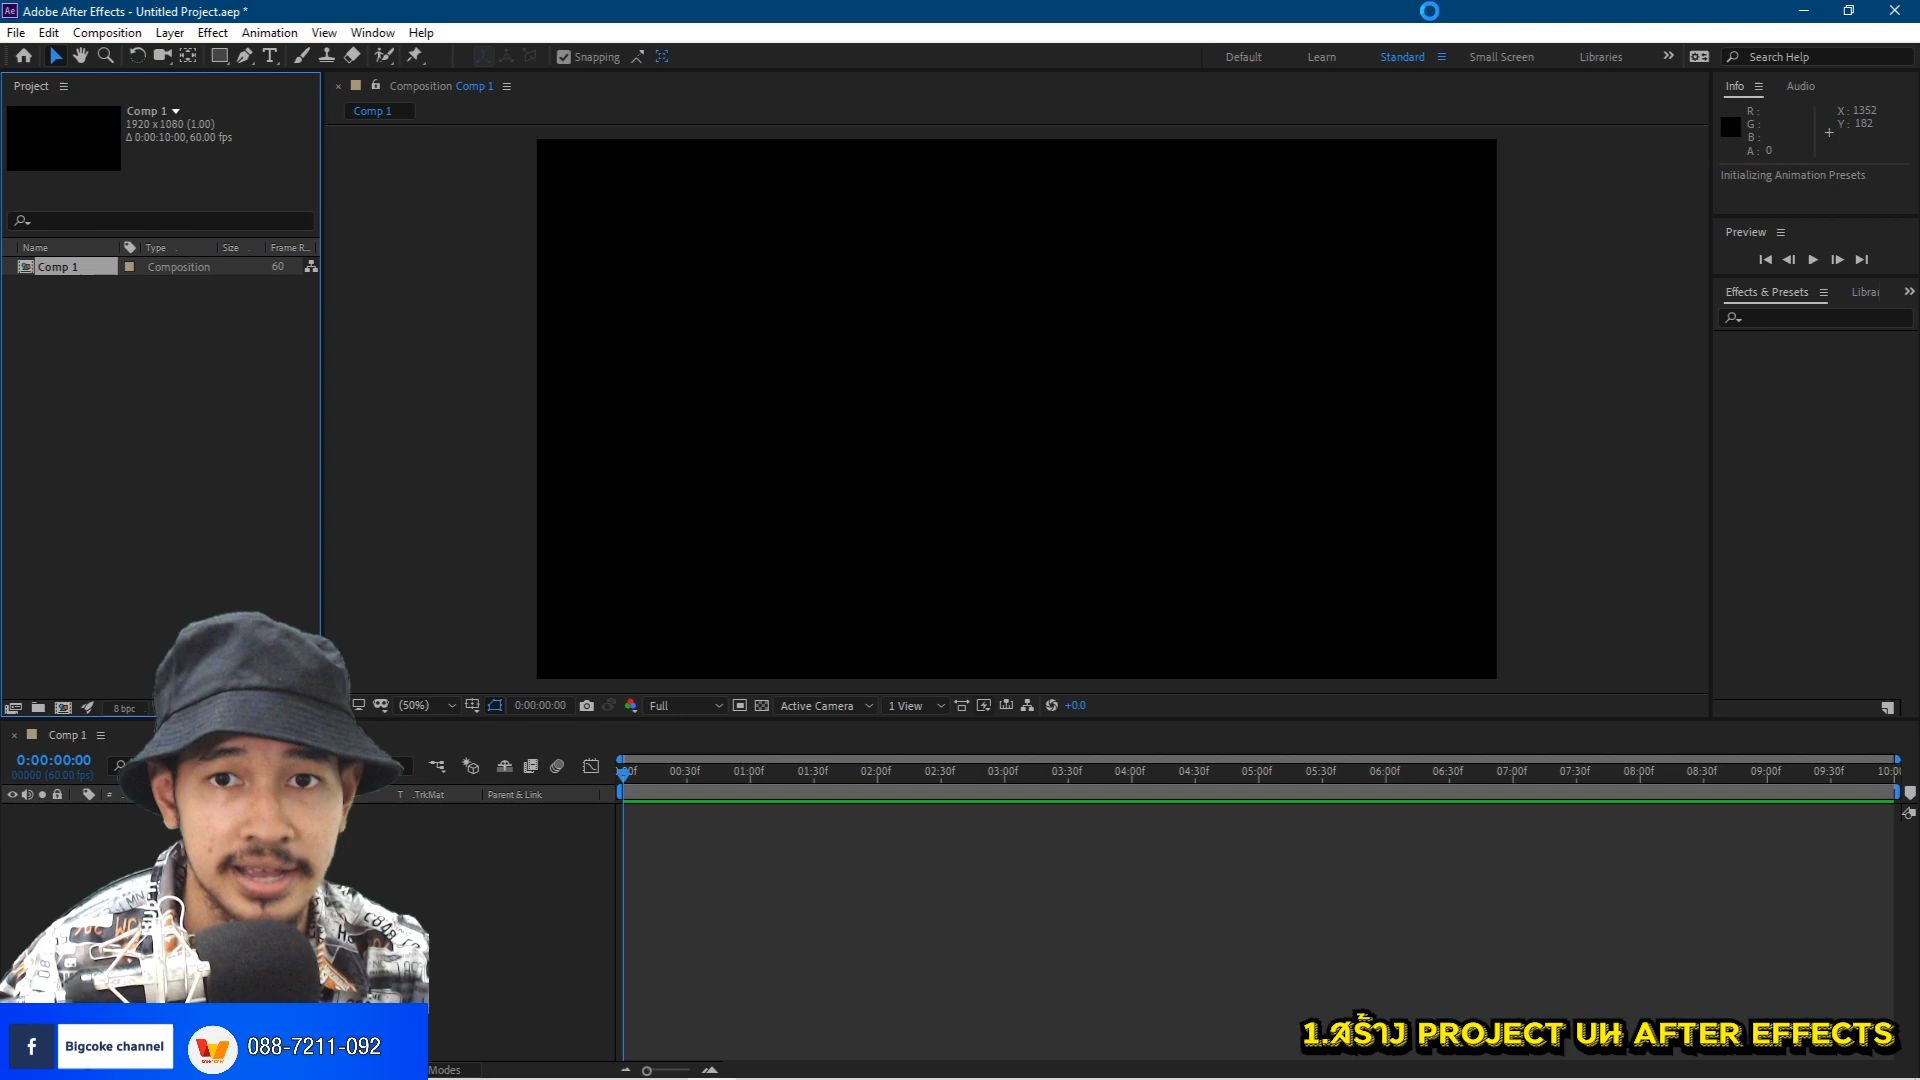 Ae Adobe After Effects - Untitled Project.aep *
File Edit Composition Layer Effect Animation View Window Help
Snapping
Default Learn Standard Small Screen Libraries
Search Help
Project
Comp 1
1920 x 1080 (1.00)
Δ 0:00:10:00, 60.00 fps
Name Type Size Frame R...
Comp 1 Composition 60
8 bpc
Composition Comp 1
Comp 1
(50%) 0:00:00:00 Full Active Camera 1 View +0.0
Info Audio
R :
G :
B :
A : 0
X : 1352
Y : 182
Initializing Animation Presets
Preview
Effects & Presets
Comp 1
0:00:00:00
00000 (60.00 fps)
# T .TrkMat Parent & Link
00:30f 01:00f 01:30f 02:00f 02:30f 03:00f 03:30f 04:00f 04:30f 05:00f 05:30f 06:00f 06:30f 07:00f 07:30f 08:00f 08:30f 09:00f 09:30f
Modes
f Bigcoke channel 088-7211-092
1.สร้าง PROJECT บน AFTER EFFECTS